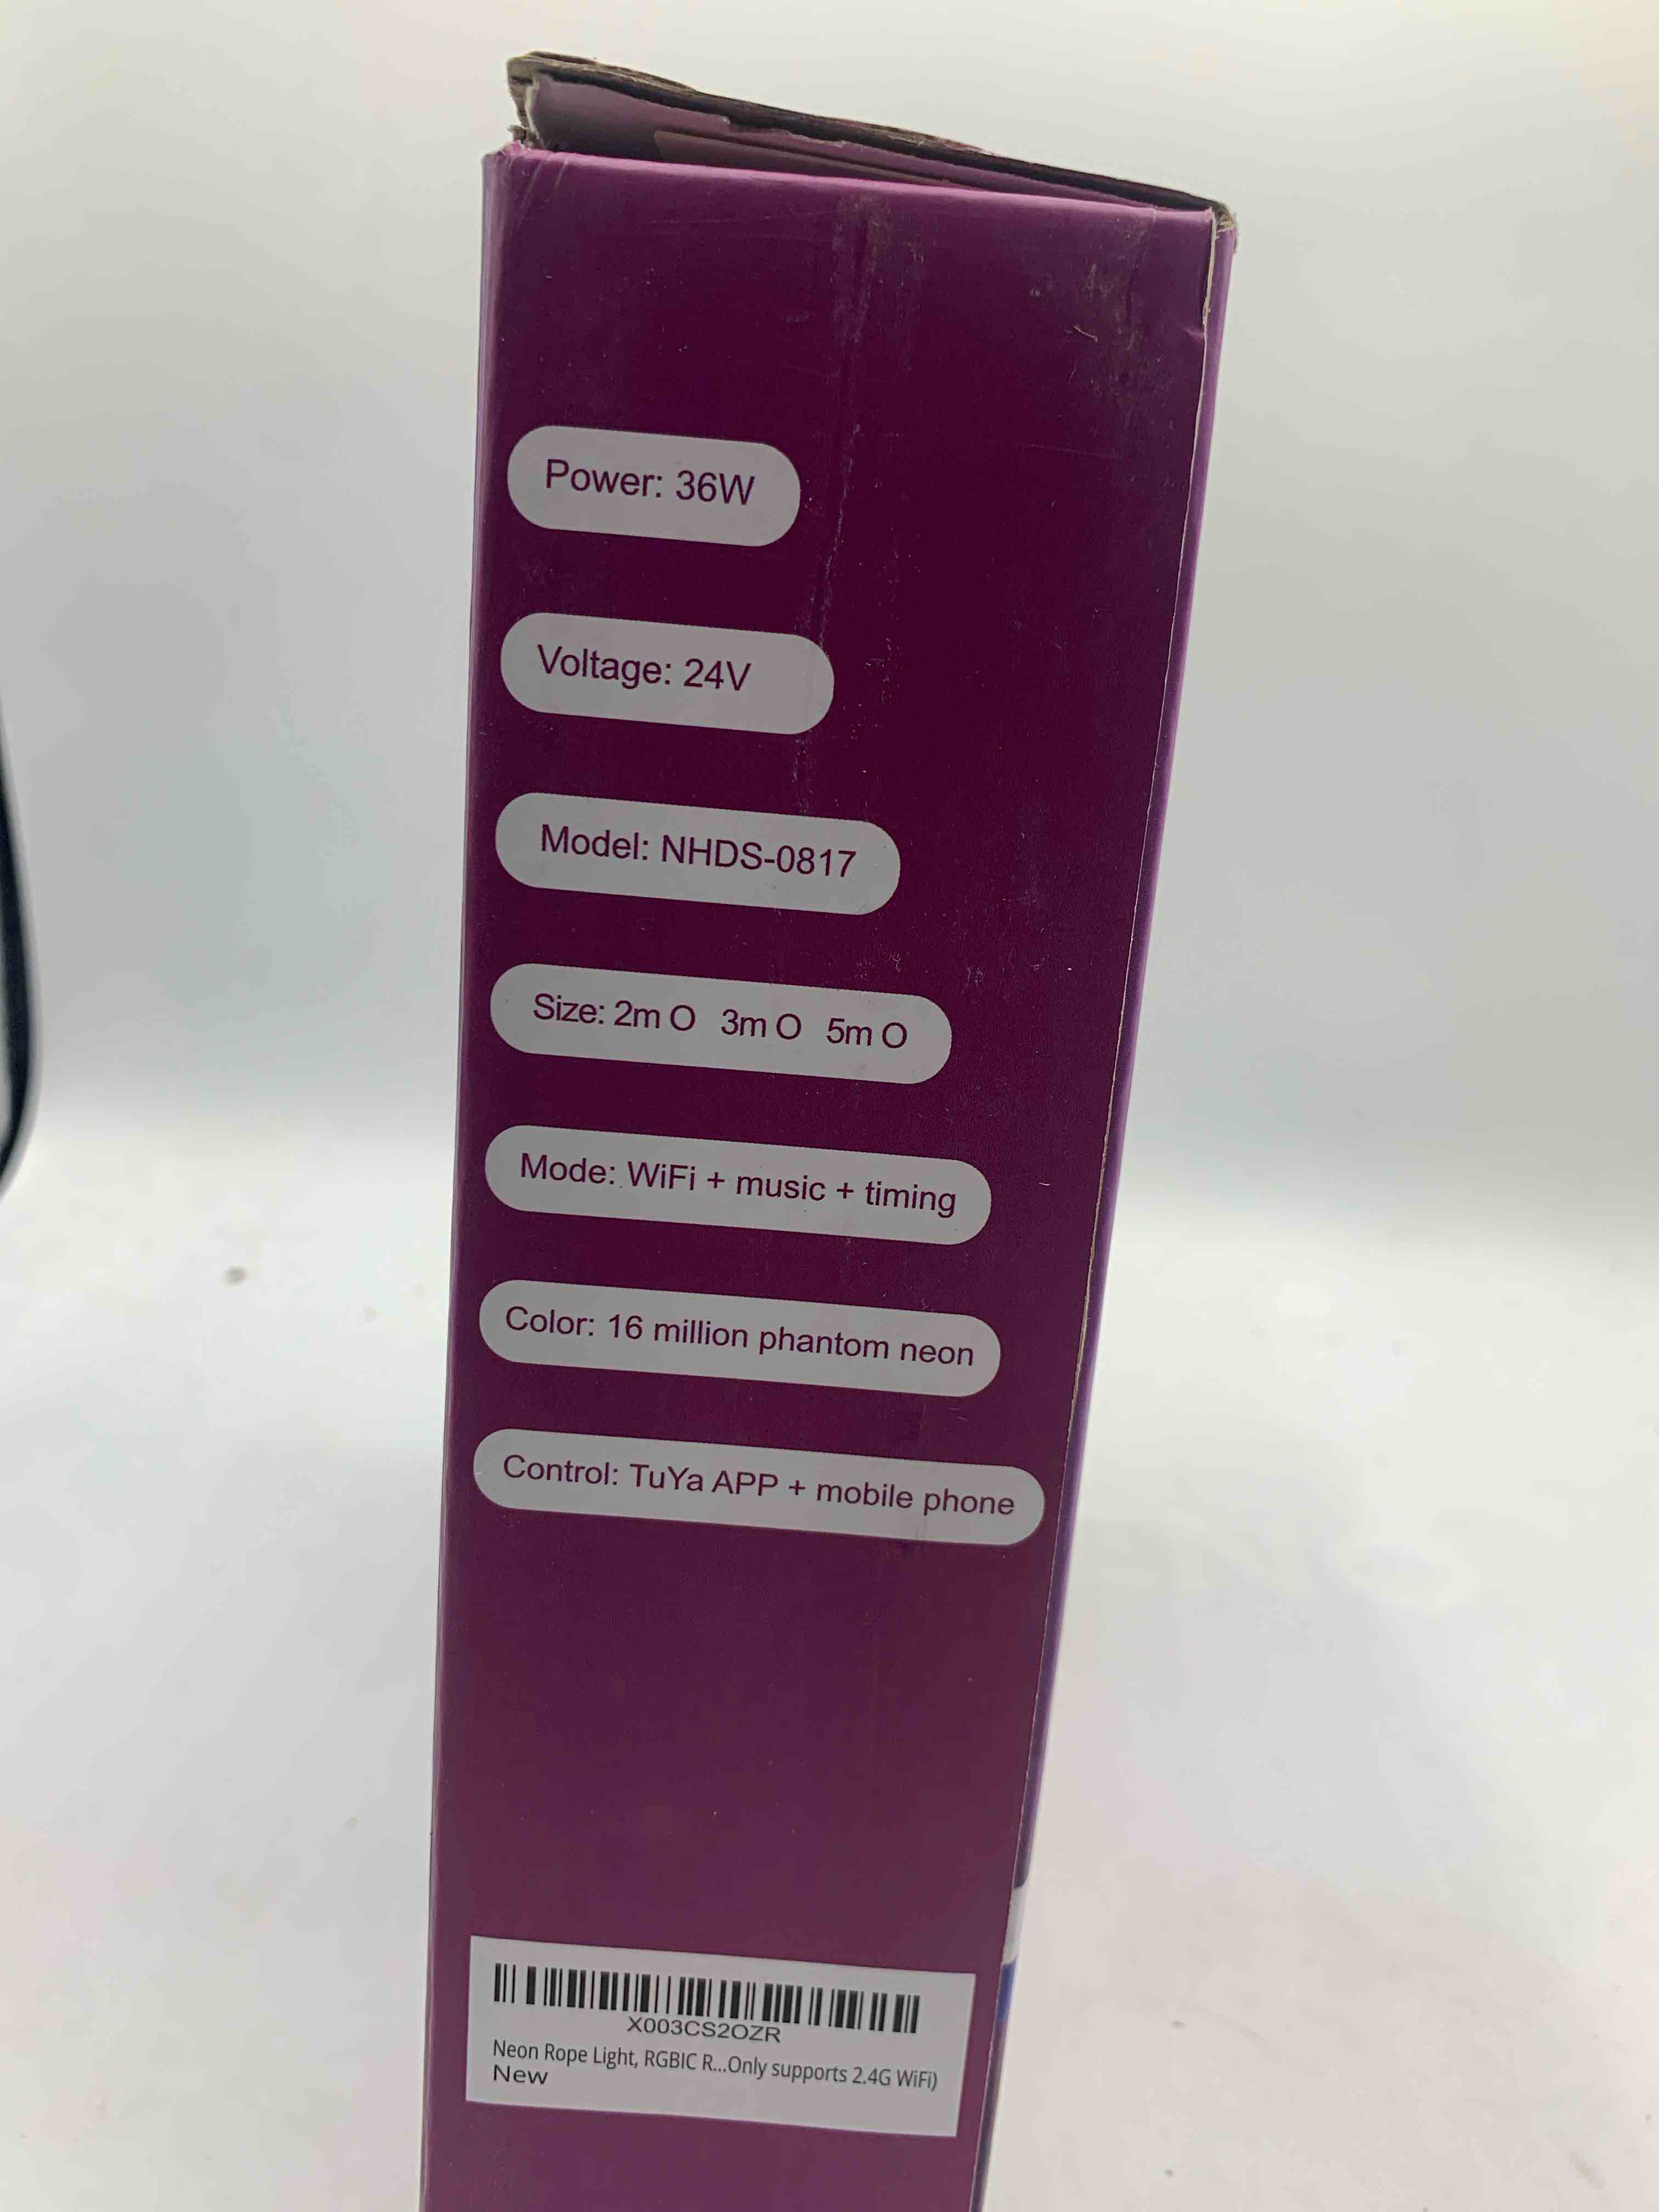 Power: 36W
Voltage: 24V
Model: NHDS-0817
Size: 2m O 3m O 5m O
Mode: WiFi + music + timing
Color: 16 million phantom neon
Control: TuYa APP + mobile phone
X003CS2OZR
Neon Rope Light, RGBIC R...Only supports 2.4G WiFi)
New